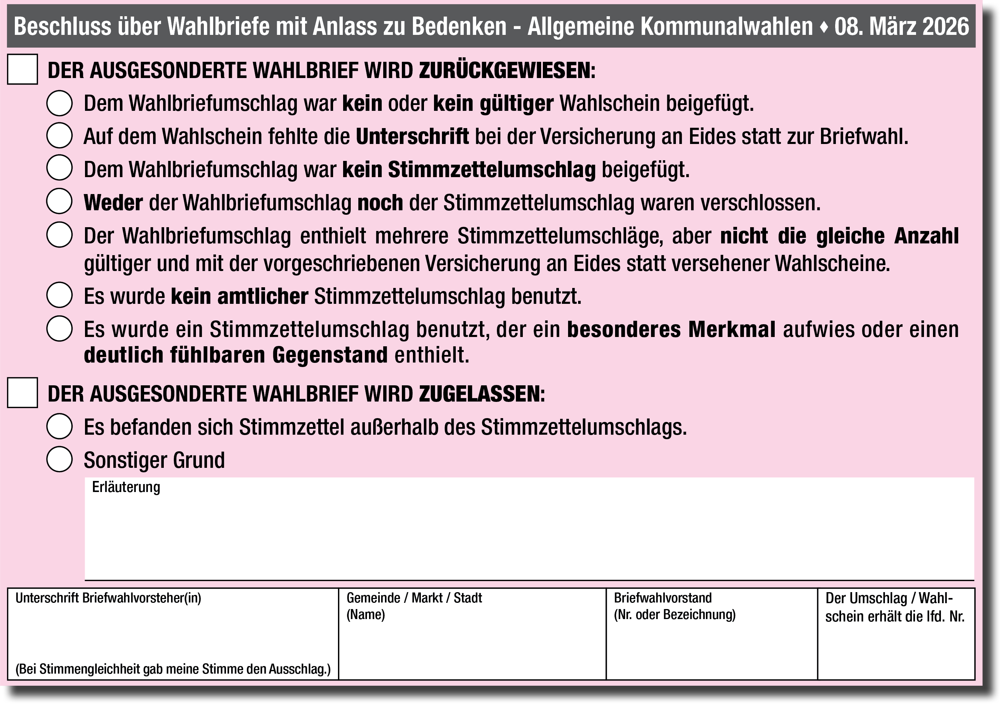 Beschluss über Wahlbriefe mit Anlass zu Bedenken - Allgemeine Kommunalwahlen ♦ 08. März 2026
DER AUSGESONDERTE WAHLBRIEF WIRD ZURÜCKGEWIESEN:
Dem Wahlbriefumschlag war kein oder kein gültiger Wahlschein beigefügt.
Auf dem Wahlschein fehlte die Unterschrift bei der Versicherung an Eides statt zur Briefwahl.
Dem Wahlbriefumschlag war kein Stimmzettelumschlag beigefügt.
Weder der Wahlbriefumschlag noch der Stimmzettelumschlag waren verschlossen.
Der Wahlbriefumschlag enthielt mehrere Stimmzettelumschläge, aber nicht die gleiche Anzahl
gültiger und mit der vorgeschriebenen Versicherung an Eides statt versehener Wahlscheine.
Es wurde kein amtlicher Stimmzettelumschlag benutzt.
Es wurde ein Stimmzettelumschlag benutzt, der ein besonderes Merkmal aufwies oder einen
deutlich fühlbaren Gegenstand enthielt.
DER AUSGESONDERTE WAHLBRIEF WIRD ZUGELASSEN:
Es befanden sich Stimmzettel außerhalb des Stimmzettelumschlags.
Sonstiger Grund
Erläuterung
Unterschrift Briefwahlvorsteher(in)
(Bei Stimmengleichheit gab meine Stimme den Ausschlag.)
Gemeinde / Markt / Stadt
(Name)
Briefwahlvorstand
(Nr. oder Bezeichnung)
Der Umschlag / Wahl-
schein erhält die lfd. Nr.